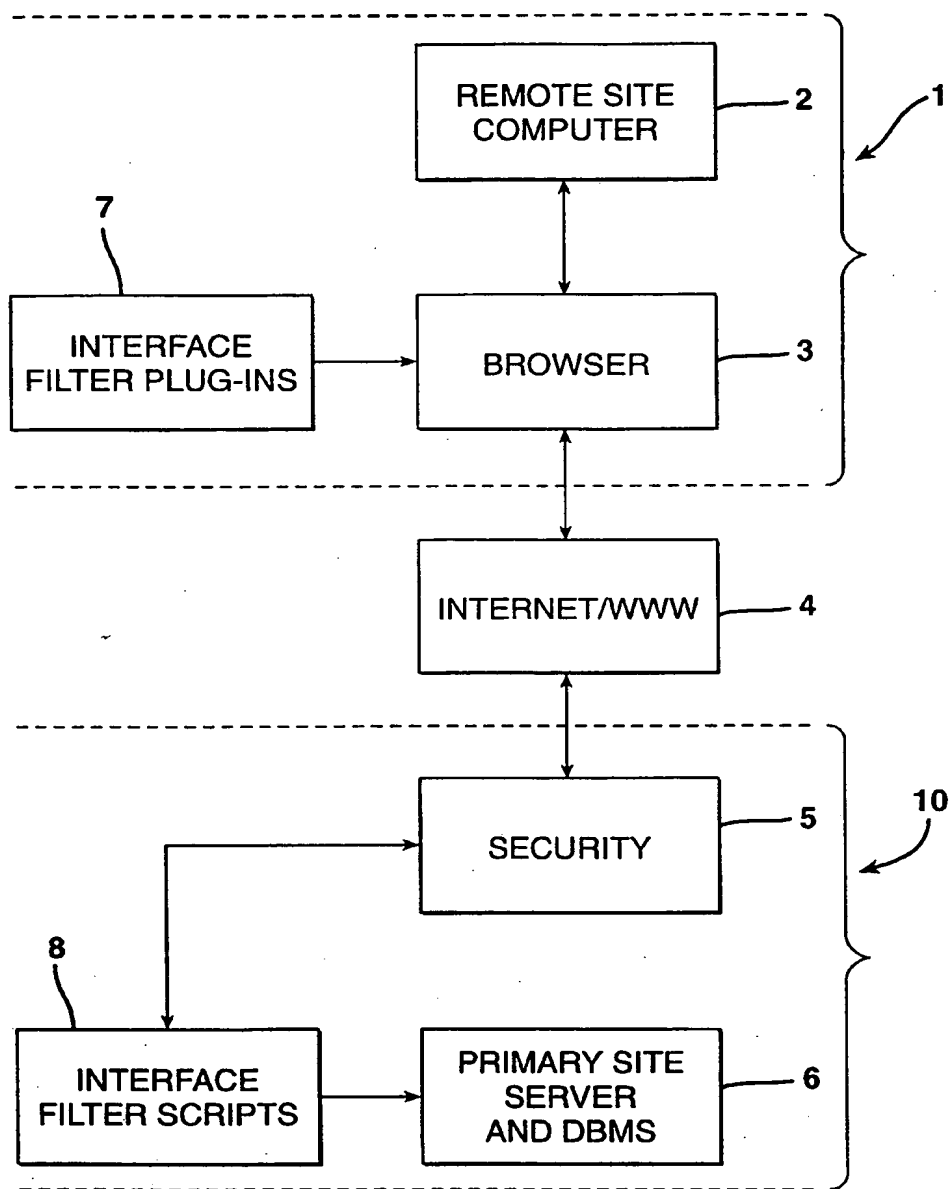 REMOTE SITE
COMPUTER
2
1
7
INTERFACE
FILTER PLUG-INS
BROWSER
3
INTERNET/WWW
4
SECURITY
5
10
8
INTERFACE
FILTER SCRIPTS
PRIMARY SITE
SERVER
AND DBMS
6